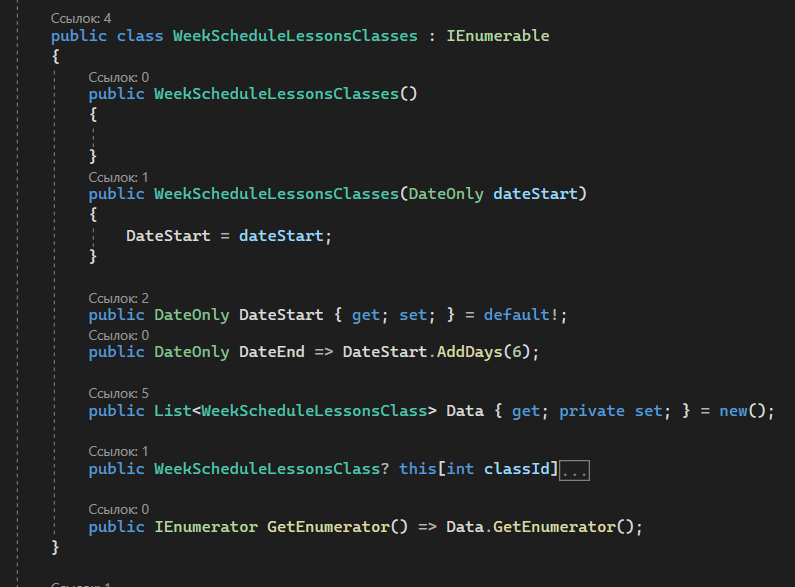 Ссылок: 4
public class WeekScheduleLessonsClasses : IEnumerable
{
Ссылок: 0
public WeekScheduleLessonsClasses()
{
}
Ссылок: 1
public WeekScheduleLessonsClasses(DateOnly dateStart)
{
DateStart = dateStart;
}
Ссылок: 2
public DateOnly DateStart { get; set; } = default!;
Ссылок: 0
public DateOnly DateEnd => DateStart.AddDays(6);
Ссылок: 5
public List<WeekScheduleLessonsClass> Data { get; private set; } = new();
Ссылок: 1
public WeekScheduleLessonsClass? this[int classId]...
Ссылок: 0
public IEnumerator GetEnumerator() => Data.GetEnumerator();
}
Ссылок: 1